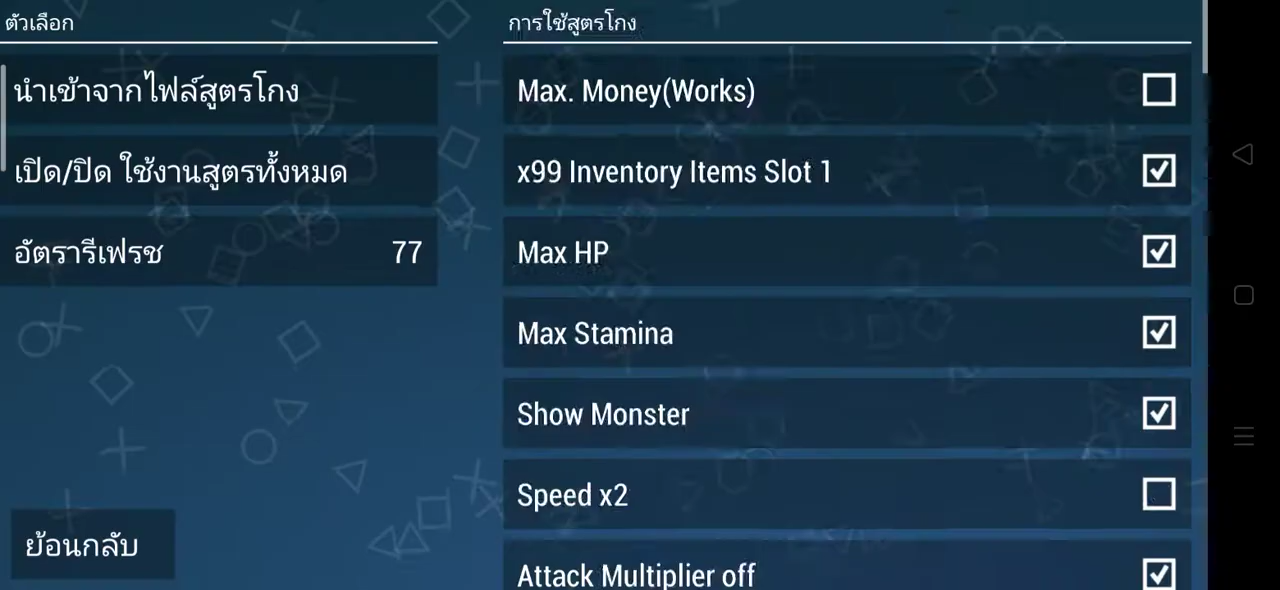 ตัวเลือก
นำเข้าจากไฟล์สูตรโกง
เปิด/ปิด ใช้งานสูตรทั้งหมด
อัตรารีเฟรช 77
ย้อนกลับ
การใช้สูตรโกง
Max. Money(Works)
x99 Inventory Items Slot 1
Max HP
Max Stamina
Show Monster
Speed x2
Attack Multiplier off